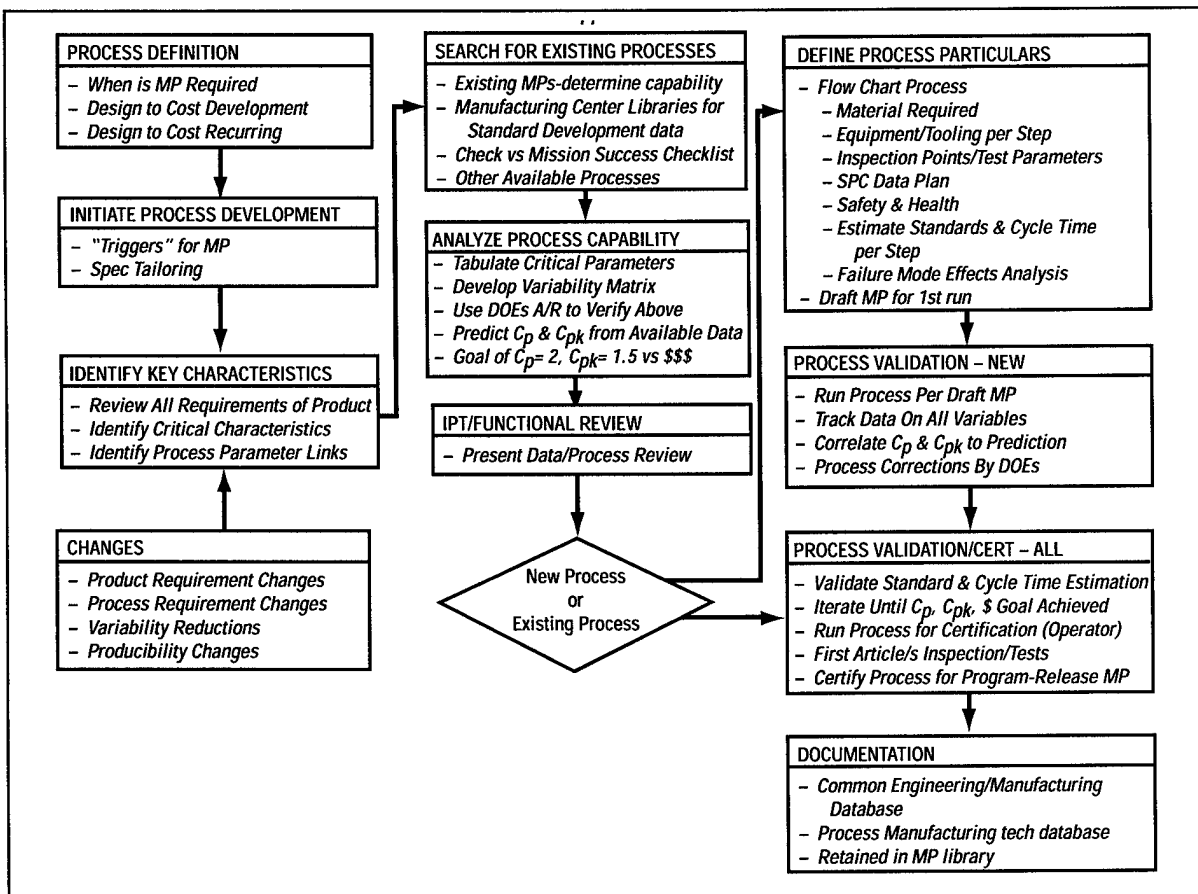 PROCESS DEFINITION
– When is MP Required
– Design to Cost Development
– Design to Cost Recurring
INITIATE PROCESS DEVELOPMENT
– "Triggers" for MP
– Spec Tailoring
IDENTIFY KEY CHARACTERISTICS
– Review All Requirements of Product
– Identify Critical Characteristics
– Identify Process Parameter Links
CHANGES
– Product Requirement Changes
– Process Requirement Changes
– Variability Reductions
– Producibility Changes
SEARCH FOR EXISTING PROCESSES
– Existing MPs-determine capability
– Manufacturing Center Libraries for
Standard Development data
– Check vs Mission Success Checklist
– Other Available Processes
ANALYZE PROCESS CAPABILITY
– Tabulate Critical Parameters
– Develop Variability Matrix
– Use DOEs A/R to Verify Above
– Predict Cp & Cpk from Available Data
– Goal of Cp= 2, Cpk= 1.5 vs $$$
IPT/FUNCTIONAL REVIEW
– Present Data/Process Review
New Process
or
Existing Process
DEFINE PROCESS PARTICULARS
– Flow Chart Process
– Material Required
– Equipment/Tooling per Step
– Inspection Points/Test Parameters
– SPC Data Plan
– Safety & Health
– Estimate Standards & Cycle Time
per Step
– Failure Mode Effects Analysis
– Draft MP for 1st run
PROCESS VALIDATION – NEW
– Run Process Per Draft MP
– Track Data On All Variables
– Correlate Cp & Cpk to Prediction
– Process Corrections By DOEs
PROCESS VALIDATION/CERT – ALL
– Validate Standard & Cycle Time Estimation
– Iterate Until Cp, Cpk, $ Goal Achieved
– Run Process for Certification (Operator)
– First Article/s Inspection/Tests
– Certify Process for Program-Release MP
DOCUMENTATION
– Common Engineering/Manufacturing
Database
– Process Manufacturing tech database
– Retained in MP library